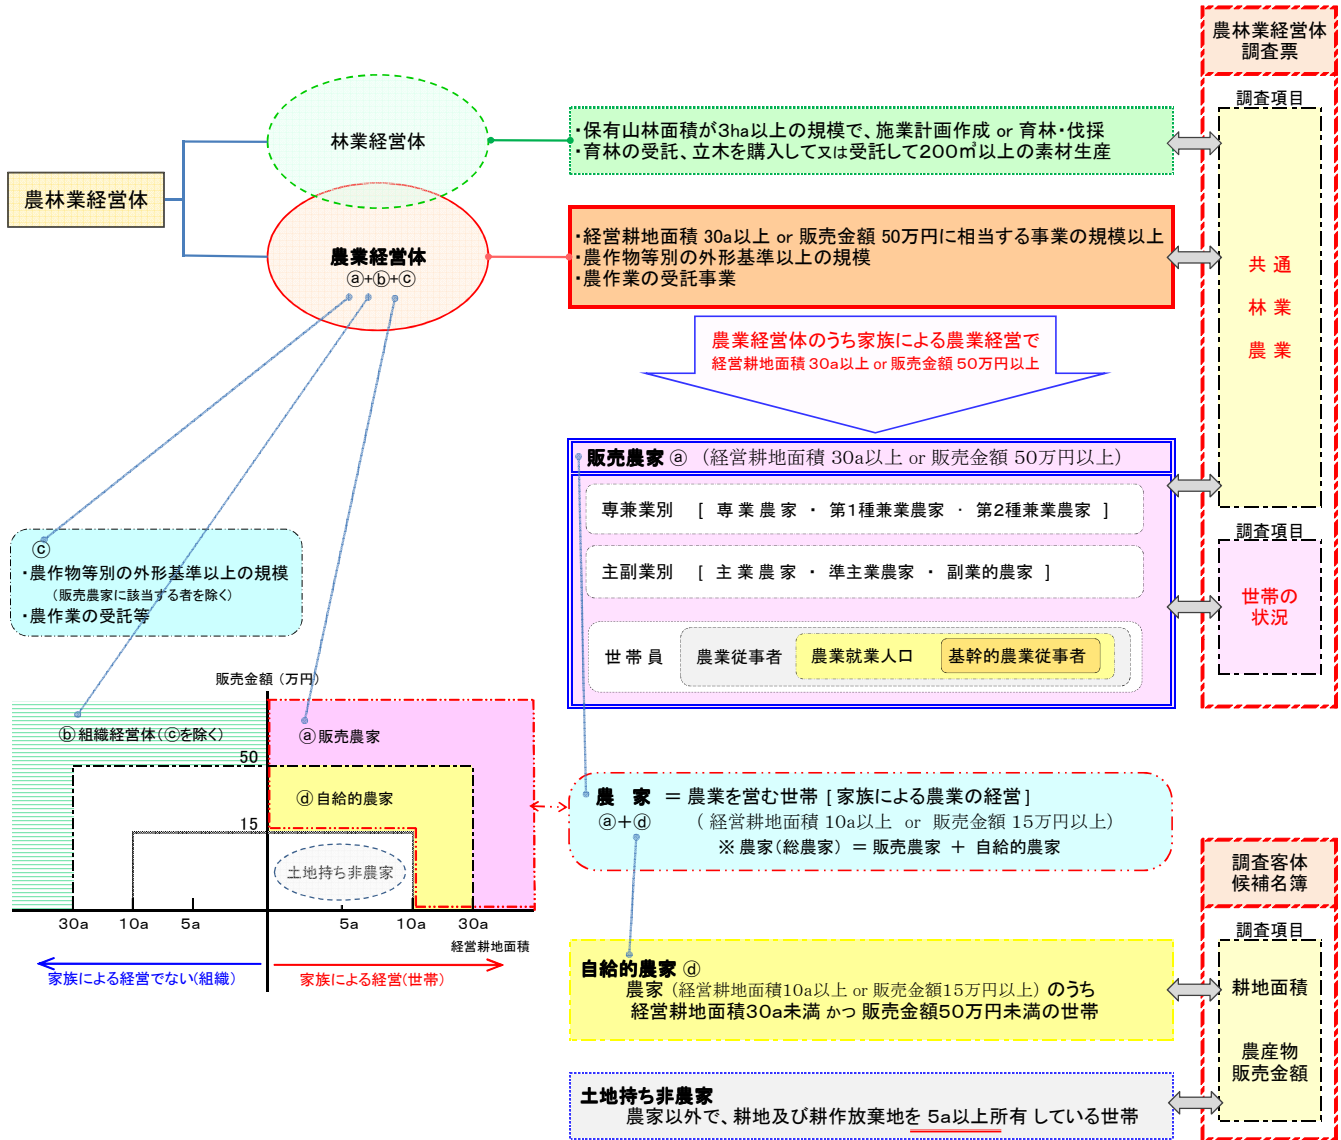 農林業経営体
調査票
調査項目
林業経営体
・保有山林面積が3ha以上の規模で、施業計画作成 or 育林・伐採
・育林の受託、立木を購入して又は受託して200㎥以上の素材生産
農林業経営体
農業経営体
ⓐ+ⓑ+ⓒ
・経営耕地面積 30a以上 or 販売金額 50万円に相当する事業の規模以上
・農作物等別の外形基準以上の規模
・農作業の受託事業
共 通
林 業
農 業
農業経営体のうち家族による農業経営で
経営耕地面積 30a以上 or 販売金額 50万円以上
販売農家 ⓐ (経営耕地面積 30a以上 or 販売金額 50万円以上)
専兼業別 [ 専 業 農 家 ・ 第1種兼業農家 ・ 第2種兼業農家 ]
主副業別 [ 主 業 農 家 ・ 準主業農家 ・ 副業的農家 ]
世 帯 員 農業従事者 農業就業人口 基幹的農業従事者
調査項目
世帯の
状況
ⓒ
・農作物等別の外形基準以上の規模
(販売農家に該当する者を除く)
・農作業の受託等
販売金額 (万円)
ⓑ 組織経営体(ⓒを除く)
ⓐ 販売農家
50
ⓓ 自給的農家
15
土地持ち非農家
30a 10a 5a 5a 10a 30a
経営耕地面積
家族による経営でない(組織)
家族による経営(世帯)
農 家 = 農業を営む世帯 [ 家族による農業の経営 ]
ⓐ+ⓓ ( 経営耕地面積 10a以上 or 販売金額 15万円以上)
※ 農家(総農家) = 販売農家 + 自給的農家
調査客体
候補名簿
調査項目
耕地面積
農産物
販売金額
自給的農家 ⓓ
農家 (経営耕地面積10a以上 or 販売金額15万円以上) のうち
経営耕地面積30a未満 かつ 販売金額50万円未満の世帯
土地持ち非農家
農家以外で、耕地及び耕作放棄地を 5a以上所有 している世帯